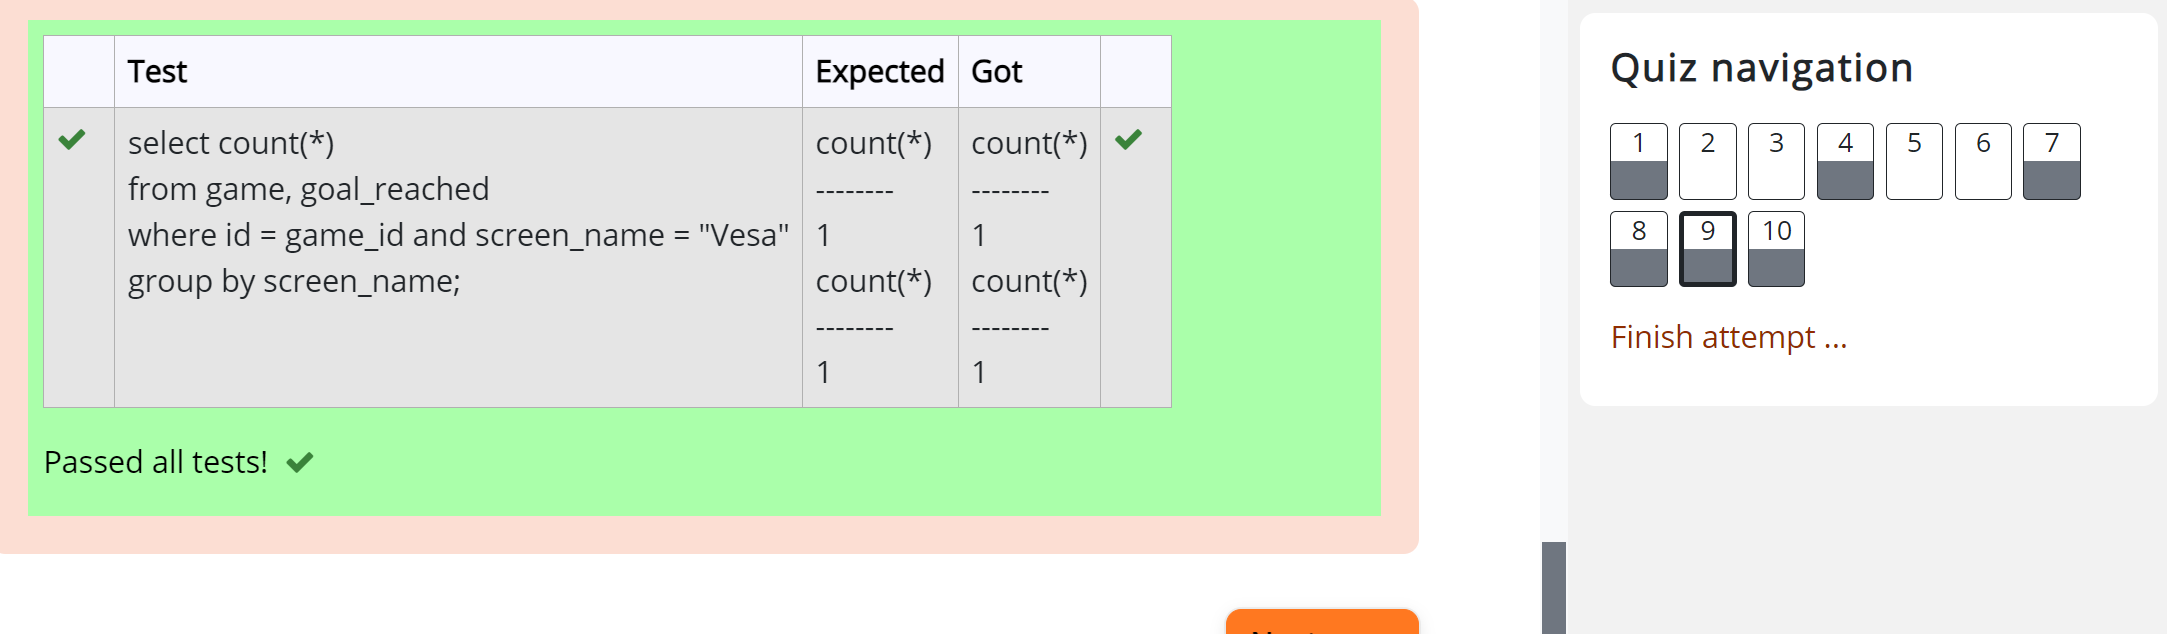 Test Expected Got
select count(*) count(*) count(*)
from game, goal_reached -------- --------
where id = game_id and screen_name = "Vesa" 1 1
group by screen_name; count(*) count(*)
-------- --------
1 1
Passed all tests!
Quiz navigation
1 2 3 4 5 6 7
8 9 10
Finish attempt ...